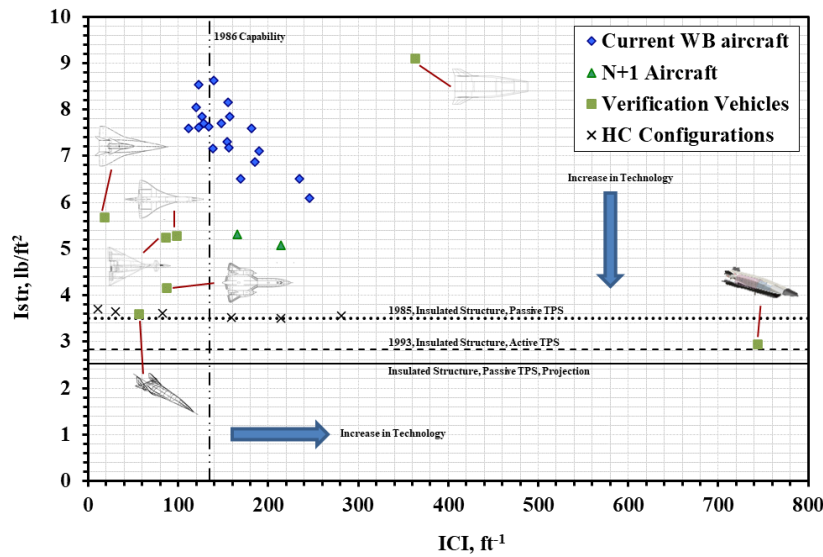 10
9
8
7
6
5
4
3
2
1
0
Istr, lb/ft²
1986 Capability
Current WB aircraft
N+1 Aircraft
Verification Vehicles
HC Configurations
Increase in Technology
1985, Insulated Structure, Passive TPS
1993, Insulated Structure, Active TPS
Insulated Structure, Passive TPS, Projection
Increase in Technology
0 100 200 300 400 500 600 700 800
ICI, ft⁻¹